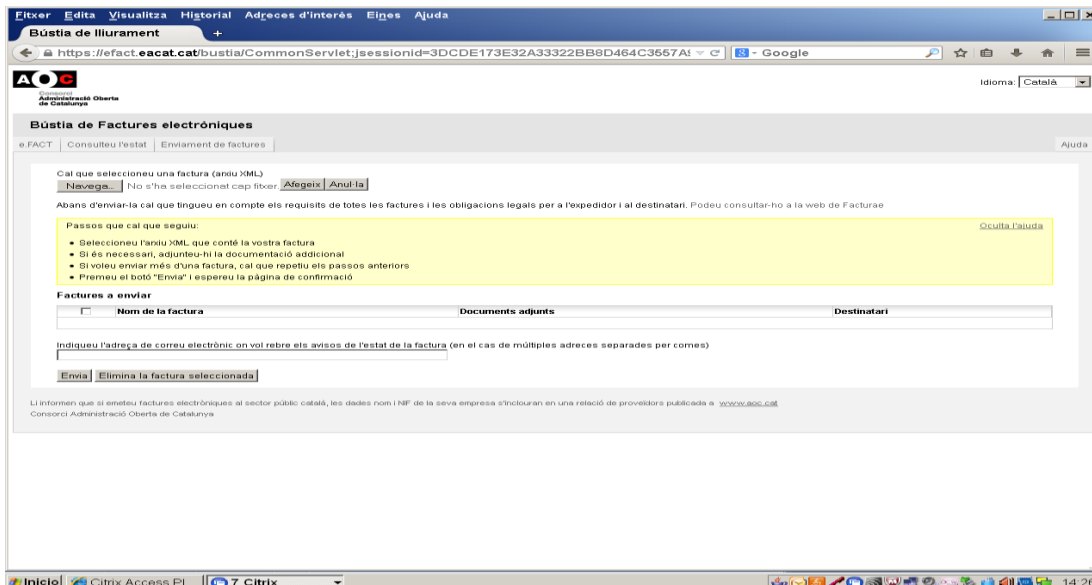 Fitxer Edita Visualitza Historial Adreces d'interès Eines Ajuda
Bústia de lliurament +
https://efact.eacat.cat/bustia/CommonServlet;jsessionid=3DCDE173E32A33322BB8D464C3557A
Google
AOC
Consorci
Administració Oberta
de Catalunya
Idioma: Català
Bústia de Factures electròniques
e.FACT Consulteu l'estat Enviament de factures Ajuda
Cal que seleccioneu una factura (arxiu XML)
Navega... No s'ha seleccionat cap fitxer. Afegeix Anul·la
Abans d'enviar-la cal que tingueu en compte els requisits de totes les factures i les obligacions legals per a l'expedidor i al destinatari. Podeu consultar-ho a la web de Facturae
Passos que cal que seguiu: Oculta l'ajuda
• Seleccioneu l'arxiu XML que conté la vostra factura
• Si és necessari, adjunteu-hi la documentació addicional
• Si voleu enviar més d'una factura, cal que repetiu els passos anteriors
• Premeu el botó "Envia" i espereu la pàgina de confirmació
Factures a enviar
Nom de la factura Documents adjunts Destinatari
Indiqueu l'adreça de correu electrònic on vol rebre els avisos de l'estat de la factura (en el cas de múltiples adreces separades per comes)
Envia Elimina la factura seleccionada
Li informen que si emeteu factures electròniques al sector públic català, les dades nom i NIF de la seva empresa s'inclouran en una relació de proveïdors publicada a www.aoc.cat
Consorci Administració Oberta de Catalunya
Inicio Citrix Access Pl... 7 Citrix